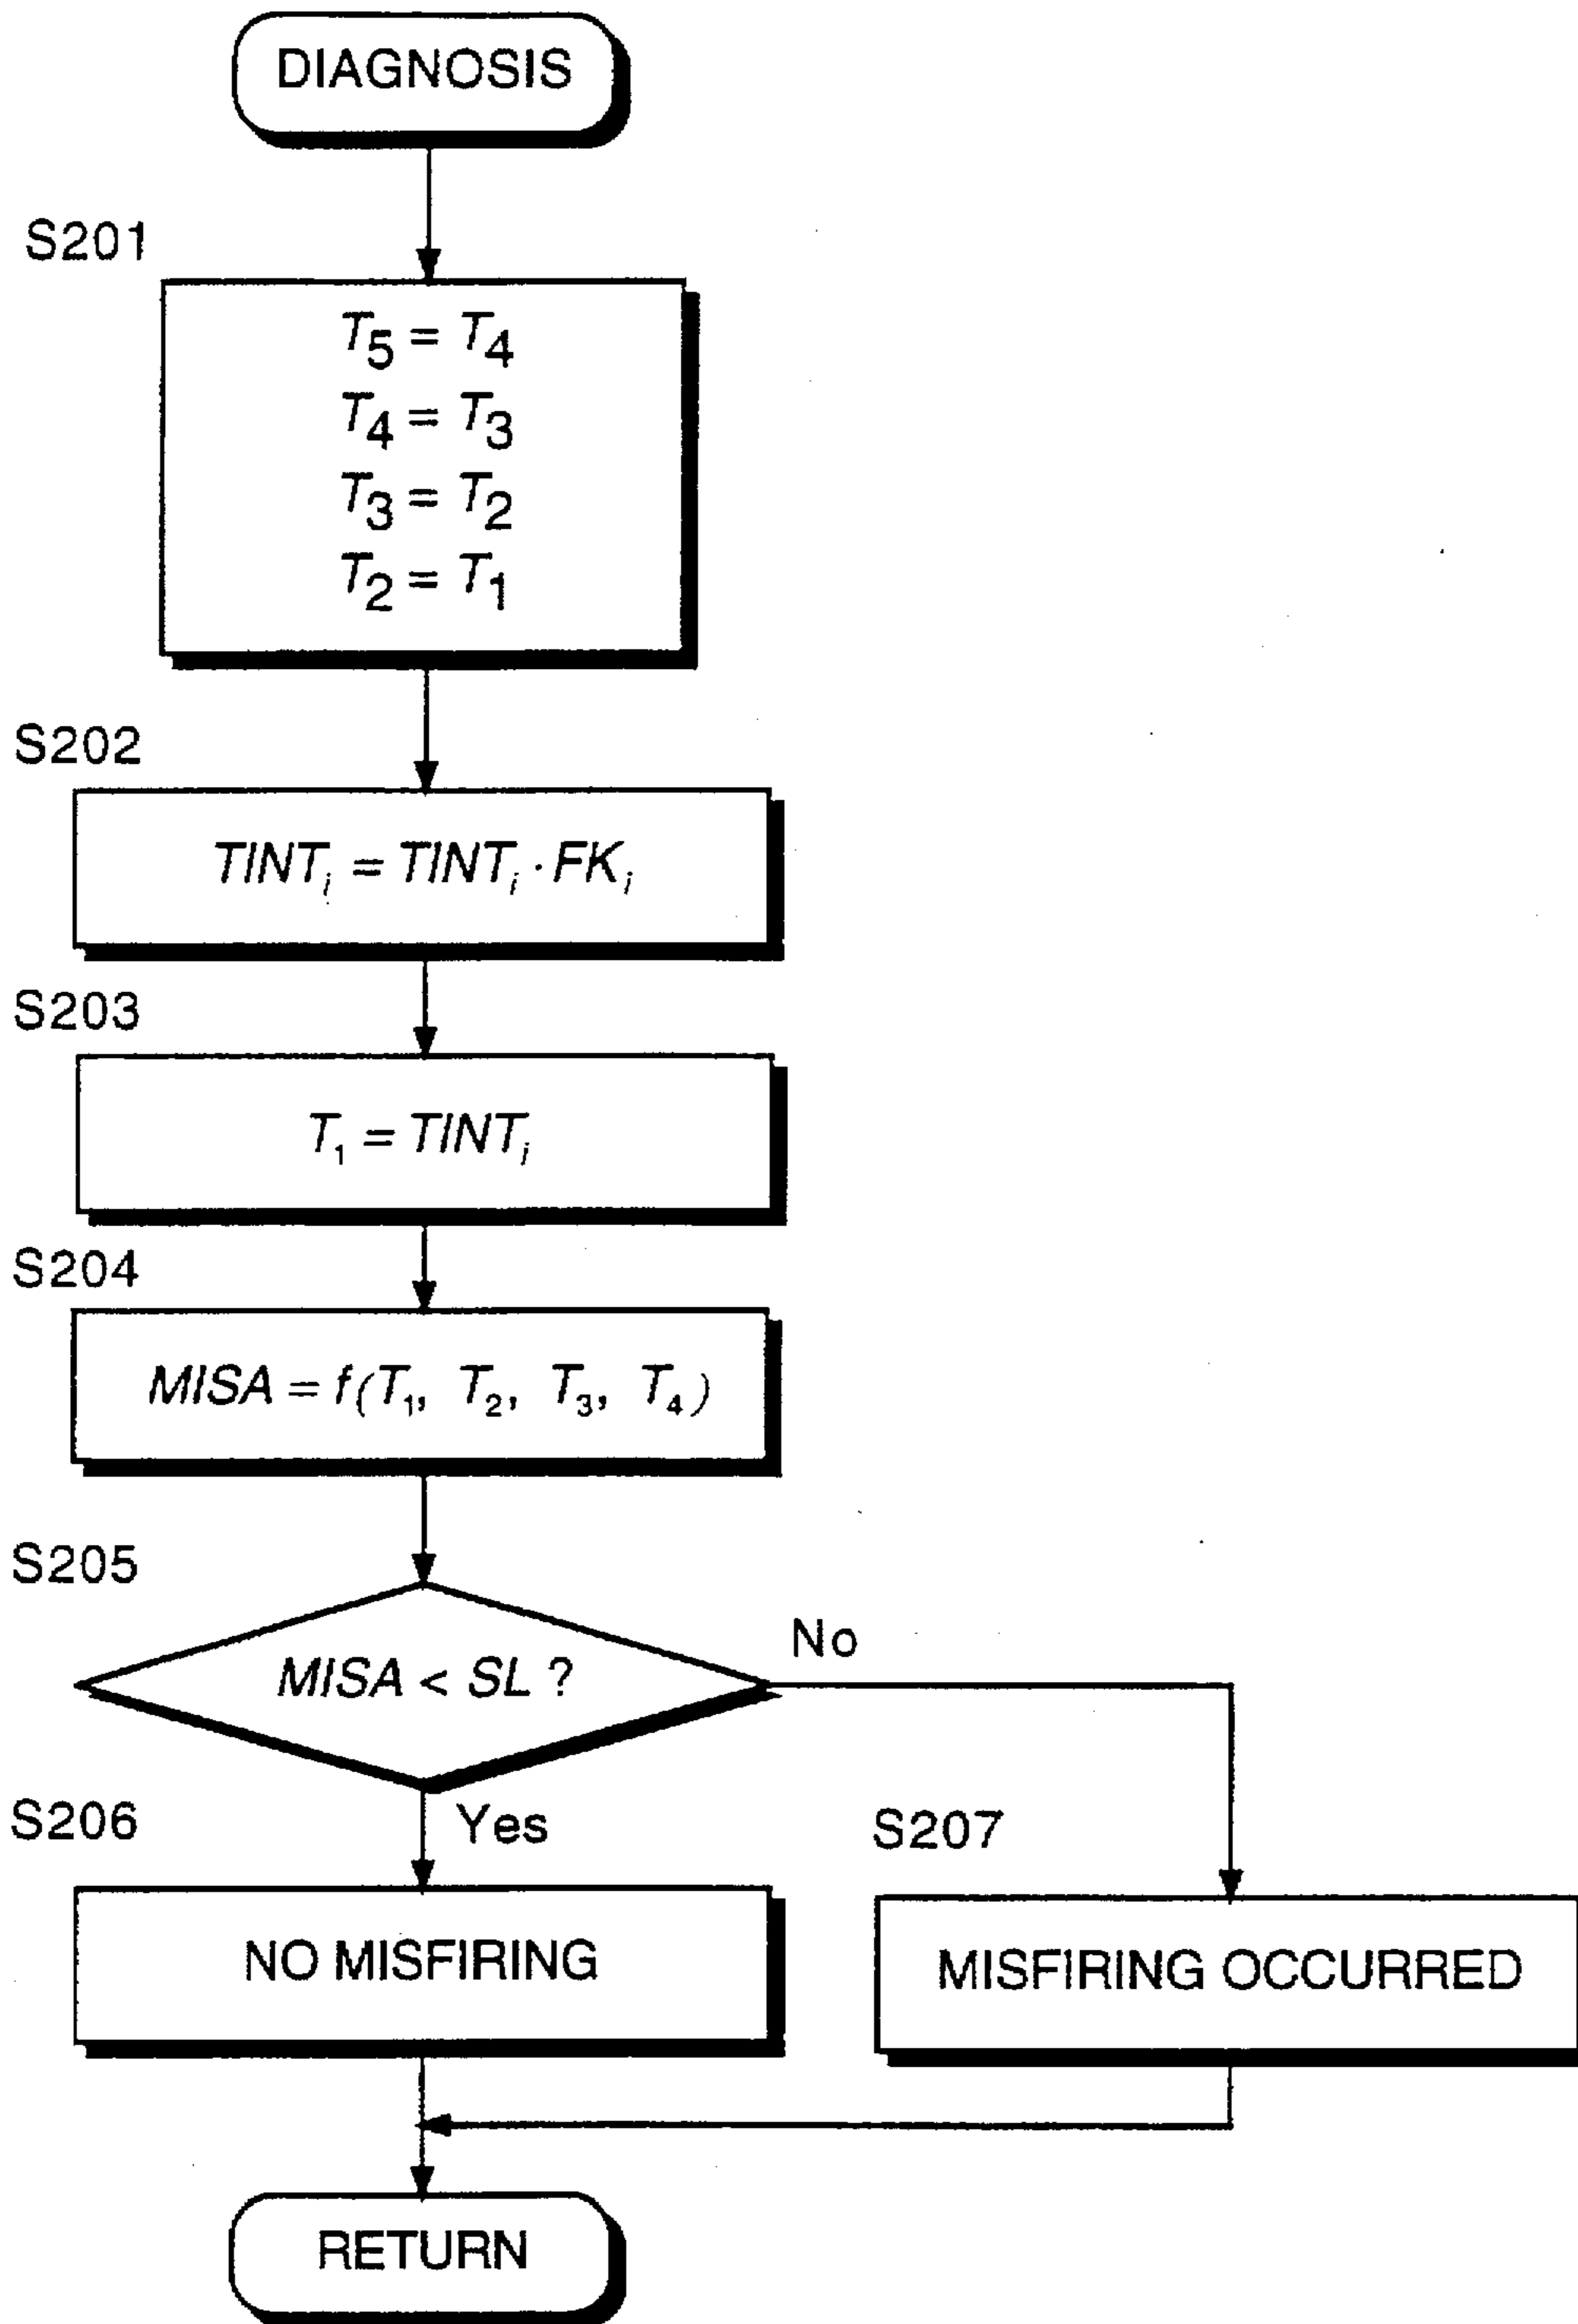 DIAGNOSIS
S201
T₅ = T₄
T₄ = T₃
T₃ = T₂
T₂ = T₁
S202
TINTᵢ = TINTᵢ · FKᵢ
S203
T₁ = TINTᵢ
S204
MISA = f(T₁, T₂, T₃, T₄)
S205
MISA < SL ?
No
Yes
S206
S207
NO MISFIRING
MISFIRING OCCURRED
RETURN